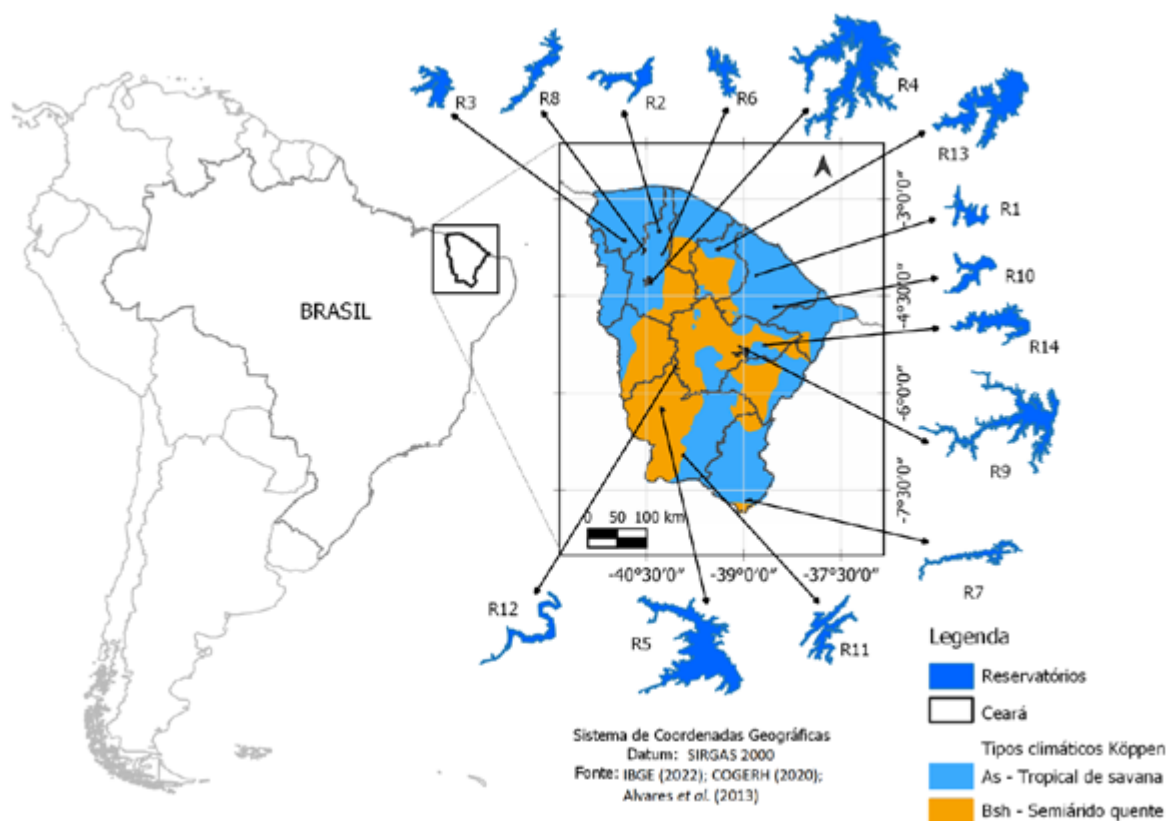 R3
R8
R2
R6
R4
R13
R1
R10
R14
R9
R7
R12
R5
R11
BRASIL
-3°0'0"
-4°30'0"
-6°0'0"
-7°30'0"
0 50 100 km
-40°30'0"
-39°0'0"
-37°30'0"
Sistema de Coordenadas Geográficas
Datum: SIRGAS 2000
Fonte: IBGE (2022); COGERH (2020);
Alvares et al. (2013)
Legenda
Reservatórios
Ceará
Tipos climáticos Köppen
As - Tropical de savana
Bsh - Semiárido quente